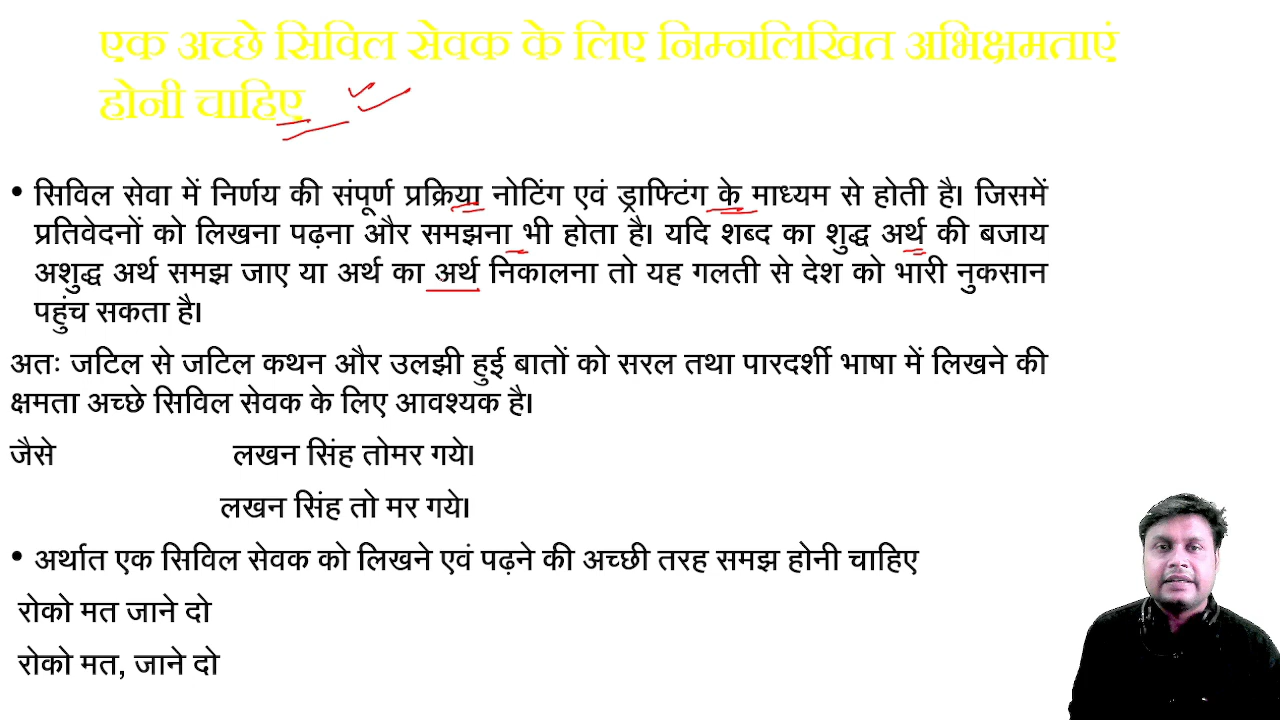 एक अच्छे सिविल सेवक के लिए निम्नलिखित अभिक्षमताएं
होनी चाहिए
• सिविल सेवा में निर्णय की संपूर्ण प्रक्रिया नोटिंग एवं ड्राफ्टिंग के माध्यम से होती है। जिसमें
प्रतिवेदनों को लिखना पढ़ना और समझना भी होता है। यदि शब्द का शुद्ध अर्थ की बजाय
अशुद्ध अर्थ समझ जाए या अर्थ का अर्थ निकालना तो यह गलती से देश को भारी नुकसान
पहुंच सकता है।
अतः जटिल से जटिल कथन और उलझी हुई बातों को सरल तथा पारदर्शी भाषा में लिखने की
क्षमता अच्छे सिविल सेवक के लिए आवश्यक है।
जैसे लखन सिंह तोमर गये।
लखन सिंह तो मर गये।
• अर्थात एक सिविल सेवक को लिखने एवं पढ़ने की अच्छी तरह समझ होनी चाहिए
रोको मत जाने दो
रोको मत, जाने दो